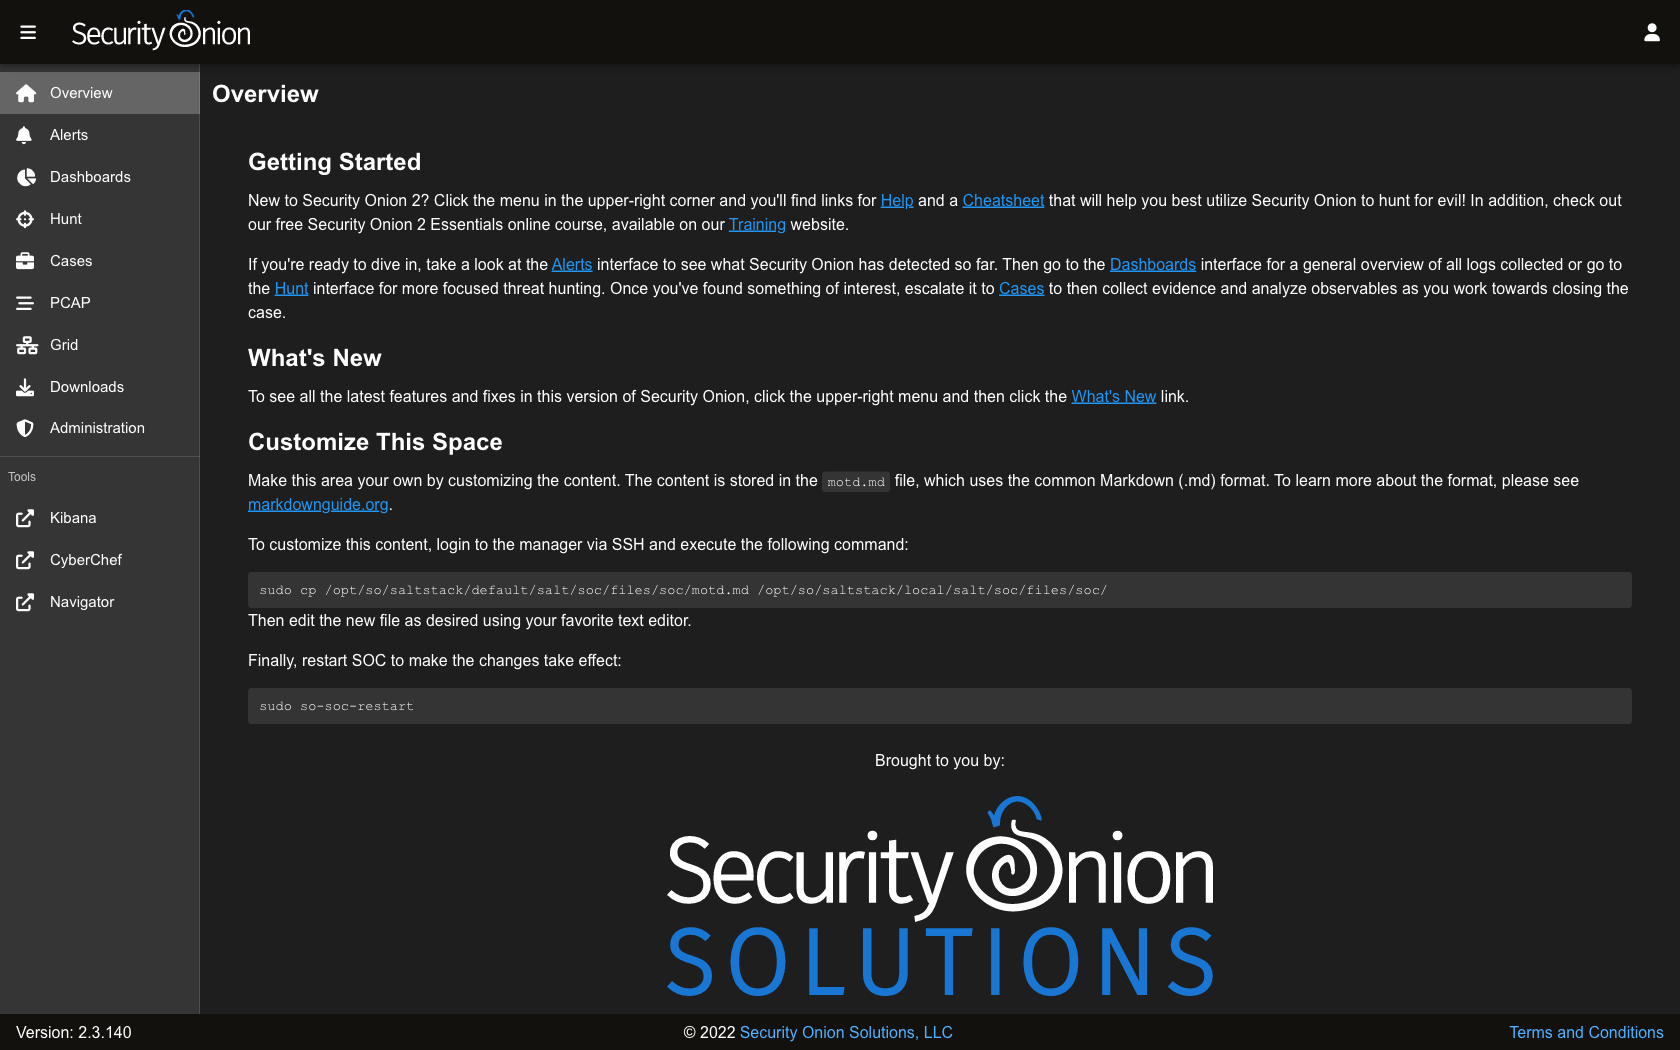 Security Onion
Overview
Alerts
Dashboards
Hunt
Cases
PCAP
Grid
Downloads
Administration
Tools
Kibana
CyberChef
Navigator
Overview
Getting Started
New to Security Onion 2? Click the menu in the upper-right corner and you'll find links for Help and a Cheatsheet that will help you best utilize Security Onion to hunt for evil! In addition, check out
our free Security Onion 2 Essentials online course, available on our Training website.
If you're ready to dive in, take a look at the Alerts interface to see what Security Onion has detected so far. Then go to the Dashboards interface for a general overview of all logs collected or go to
the Hunt interface for more focused threat hunting. Once you've found something of interest, escalate it to Cases to then collect evidence and analyze observables as you work towards closing the
case.
What's New
To see all the latest features and fixes in this version of Security Onion, click the upper-right menu and then click the What's New link.
Customize This Space
Make this area your own by customizing the content. The content is stored in the motd.md file, which uses the common Markdown (.md) format. To learn more about the format, please see
markdownguide.org.
To customize this content, login to the manager via SSH and execute the following command:
sudo cp /opt/so/saltstack/default/salt/soc/files/soc/motd.md /opt/so/saltstack/local/salt/soc/files/soc/
Then edit the new file as desired using your favorite text editor.
Finally, restart SOC to make the changes take effect:
sudo so-soc-restart
Brought to you by:
Security Onion
SOLUTIONS
Version: 2.3.140
© 2022 Security Onion Solutions, LLC
Terms and Conditions